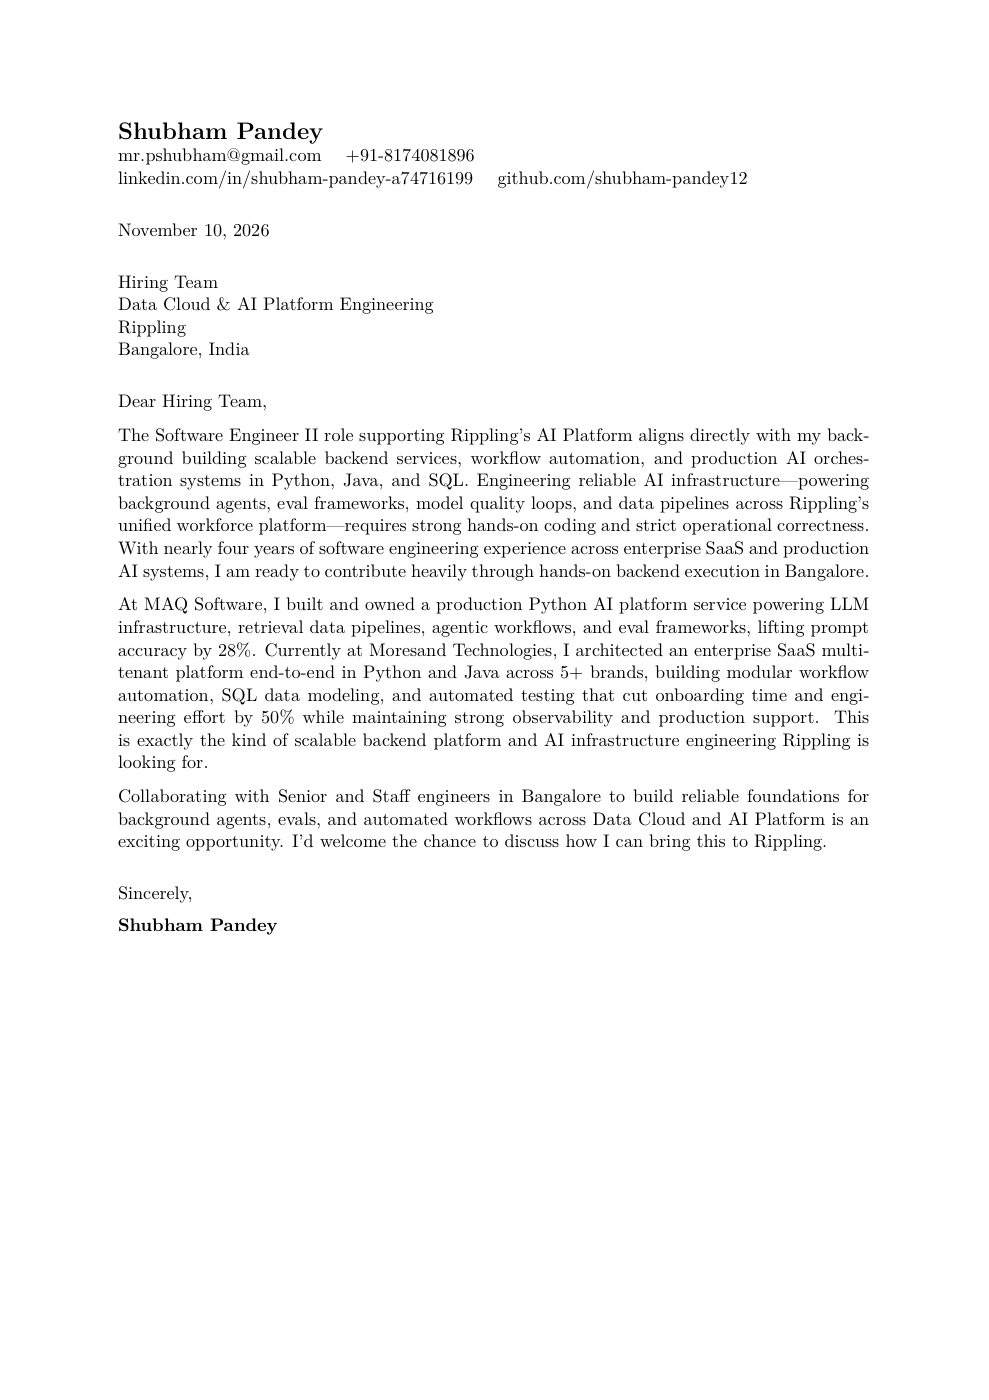 Shubham Pandey
mr.pshubham@gmail.com +91-8174081896
linkedin.com/in/shubham-pandey-a74716199 github.com/shubham-pandey12
November 10, 2026
Hiring Team
Data Cloud & AI Platform Engineering
Rippling
Bangalore, India
Dear Hiring Team,
The Software Engineer II role supporting Rippling's AI Platform aligns directly with my back-
ground building scalable backend services, workflow automation, and production AI orches-
tration systems in Python, Java, and SQL. Engineering reliable AI infrastructure—powering
background agents, eval frameworks, model quality loops, and data pipelines across Rippling's
unified workforce platform—requires strong hands-on coding and strict operational correctness.
With nearly four years of software engineering experience across enterprise SaaS and production
AI systems, I am ready to contribute heavily through hands-on backend execution in Bangalore.
At MAQ Software, I built and owned a production Python AI platform service powering LLM
infrastructure, retrieval data pipelines, agentic workflows, and eval frameworks, lifting prompt
accuracy by 28%. Currently at Moresand Technologies, I architected an enterprise SaaS multi-
tenant platform end-to-end in Python and Java across 5+ brands, building modular workflow
automation, SQL data modeling, and automated testing that cut onboarding time and engi-
neering effort by 50% while maintaining strong observability and production support. This
is exactly the kind of scalable backend platform and AI infrastructure engineering Rippling is
looking for.
Collaborating with Senior and Staff engineers in Bangalore to build reliable foundations for
background agents, evals, and automated workflows across Data Cloud and AI Platform is an
exciting opportunity. I'd welcome the chance to discuss how I can bring this to Rippling.
Sincerely,
Shubham Pandey